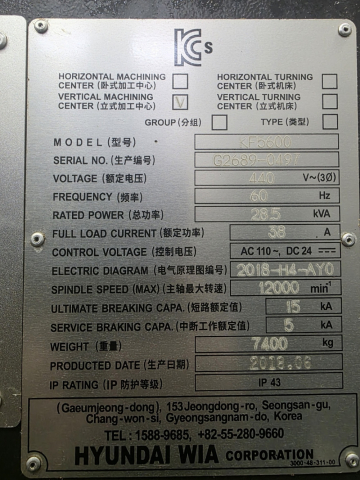 KCs
HORIZONTAL MACHINING CENTER (卧式加工中心)
HORIZONTAL TURNING CENTER (卧式机床)
VERTICAL MACHINING CENTER (立式加工中心) V
VERTICAL TURNING CENTER (立式机床)
GROUP (分组)
TYPE (类型)
MODEL (型号) KF5600
SERIAL NO. (生产编号)
VOLTAGE (额定电压) 440 V~(3Ø)
FREQUENCY (频率) 60 Hz
RATED POWER (总功率) 28.5 kVA
FULL LOAD CURRENT (额定功率) 38 A
CONTROL VOLTAGE (控制电压) AC 110 ~, DC 24 ⎓
ELECTRIC DIAGRAM (电气原理图编号) 2018-H4-AY0
SPINDLE SPEED (MAX) (主轴最大转速) 12000 min⁻¹
ULTIMATE BREAKING CAPA. (短路额定值) 15 kA
SERVICE BRAKING CAPA. (中断工作额定值) 5 kA
WEIGHT (重量) 7400 kg
PRODUCTED DATE (生产日期) 2018.08
IP RATING (IP 防护等级) IP 43
(Gaeumjeong-dong), 153 Jeongdong-ro, Seongsan-gu,
Chang-won-si, Gyeongsangnam-do, Korea
TEL : 1588-9685, +82-55-280-9660
HYUNDAI WIA CORPORATION
3000-48-311-00